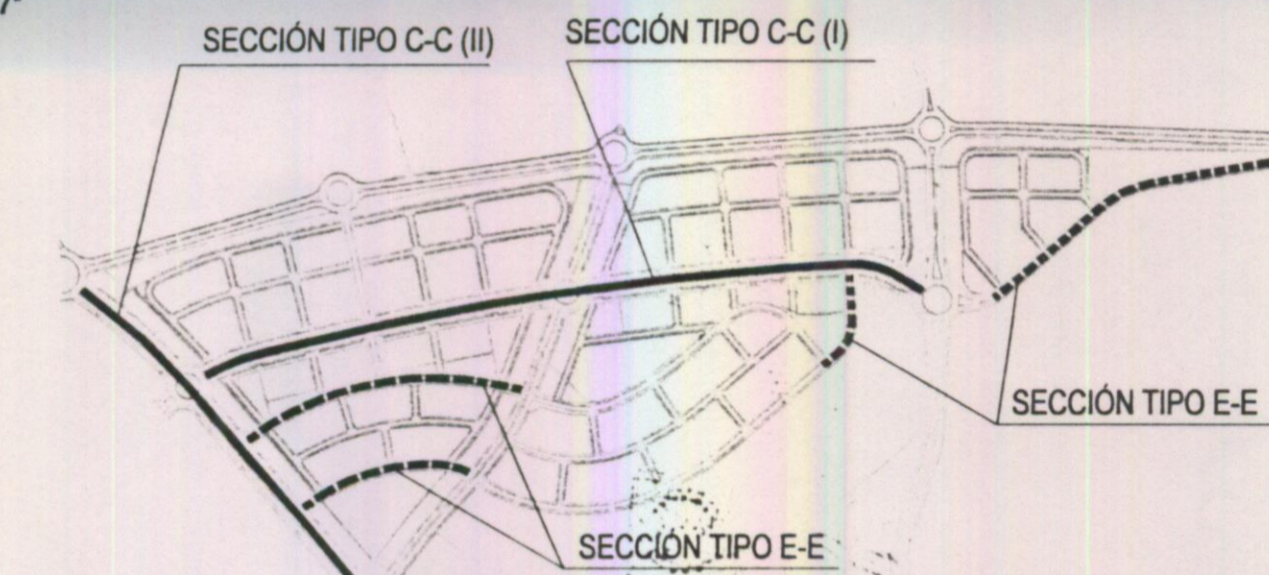 SECCIÓN TIPO C-C (II)
SECCIÓN TIPO C-C (I)
SECCIÓN TIPO E-E
SECCIÓN TIPO E-E